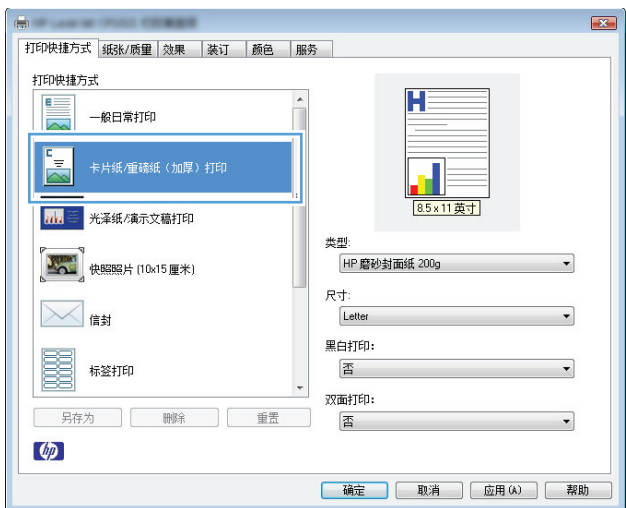 打印快捷方式 纸张/质量 效果 装订 颜色 服务
打印快捷方式
一般日常打印
卡片纸/重磅纸（加厚）打印
光泽纸/演示文稿打印
快照照片 (10x15 厘米)
信封
标签打印
另存为 删除 重置
8.5 x 11 英寸
类型:
HP 磨砂封面纸 200g
尺寸:
Letter
黑白打印:
否
双面打印:
否
hp
确定 取消 应用 (A) 帮助